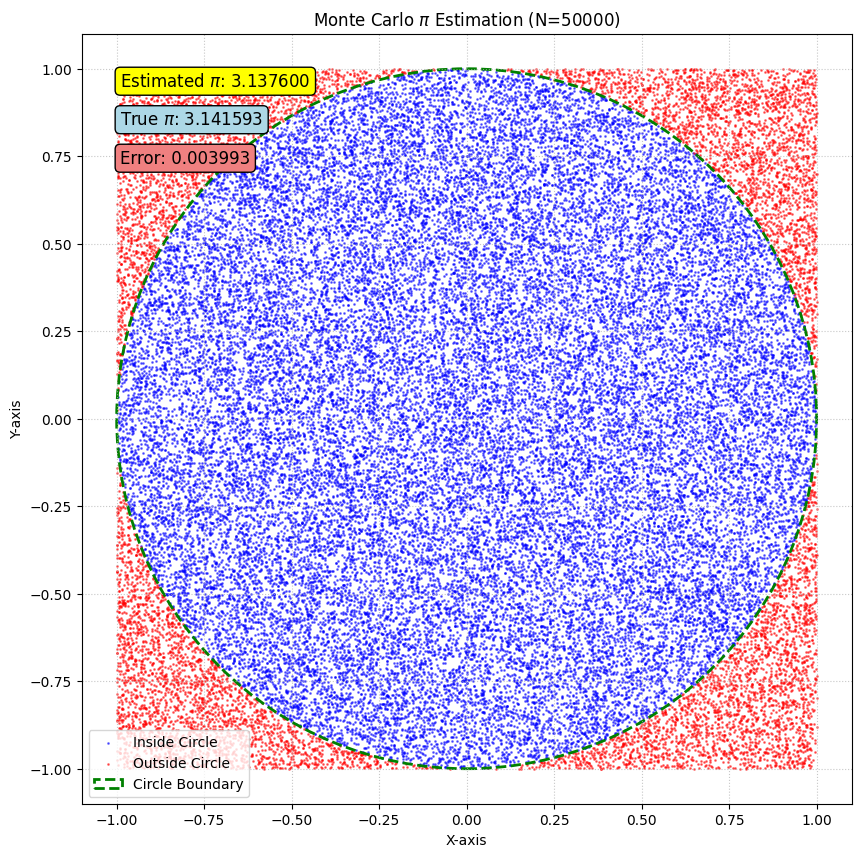 Monte Carlo π Estimation (N=50000)
Estimated π: 3.137600
True π: 3.141593
Error: 0.003993
1.00
0.75
0.50
0.25
0.00
−0.25
−0.50
−0.75
−1.00
Y-axis
Inside Circle
Outside Circle
Circle Boundary
−1.00 −0.75 −0.50 −0.25 0.00 0.25 0.50 0.75 1.00
X-axis